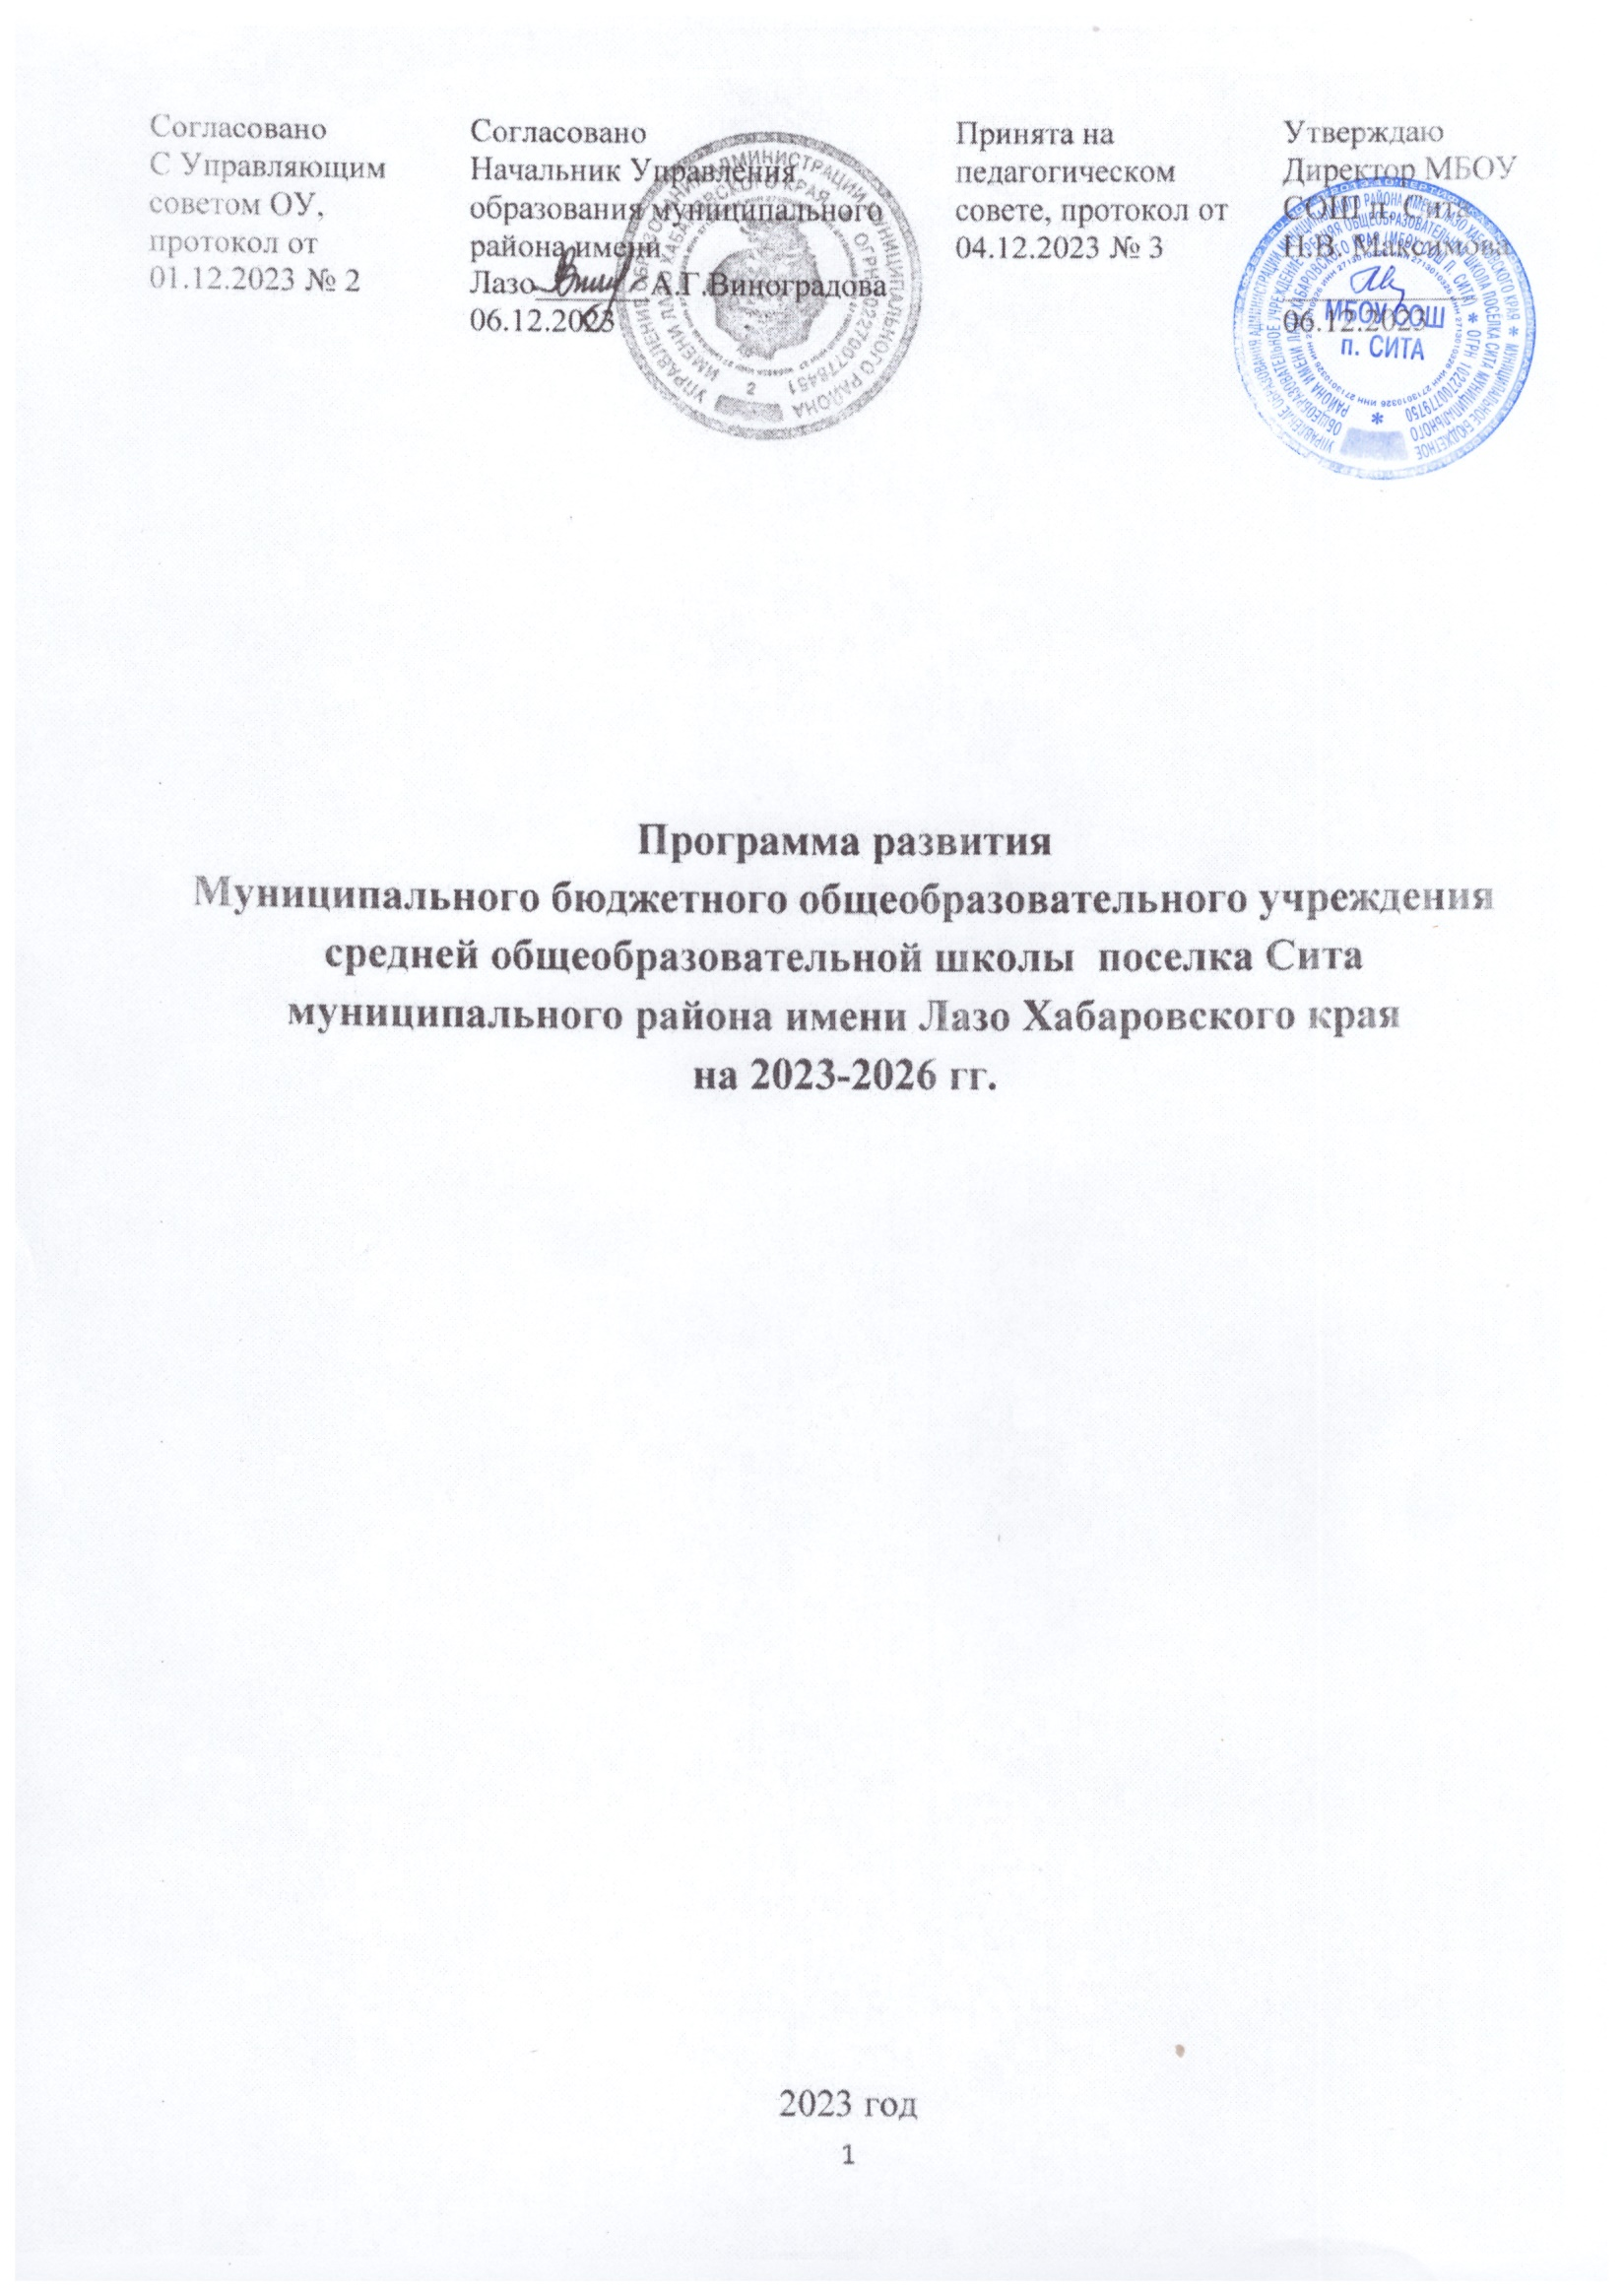 Согласовано
С Управляющим
советом ОУ,
протокол от
01.12.2023 № 2
Согласовано
Начальник Управления
образования муниципального
района имени
Лазо А.Г.Виноградова
06.12.2023
Принята на
педагогическом
совете, протокол от
04.12.2023 № 3
Утверждаю
Директор МБОУ
СОШ п. Сита
Н.В. Максимова
06.12.2023
МБОУ СОШ
п. СИТА
Программа развития
Муниципального бюджетного общеобразовательного учреждения
средней общеобразовательной школы поселка Сита
муниципального района имени Лазо Хабаровского края
на 2023-2026 гг.
2023 год
1